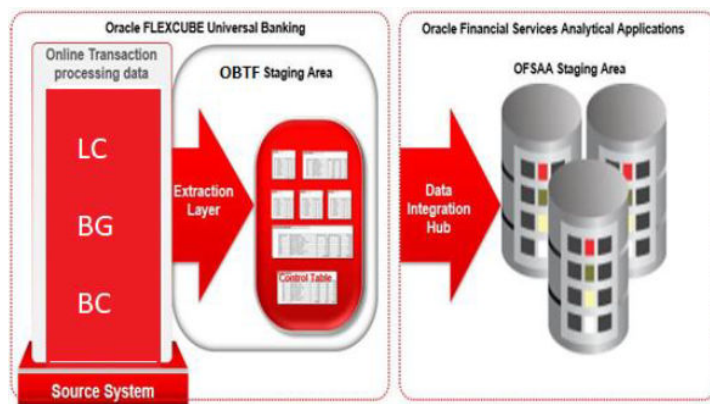 Oracle FLEXCUBE Universal Banking
Online Transaction
processing data
LC
BG
BC
Source System
Extraction
Layer
OBTF Staging Area
Control Table
Oracle Financial Services Analytical Applications
Data
Integration
Hub
OFSAA Staging Area